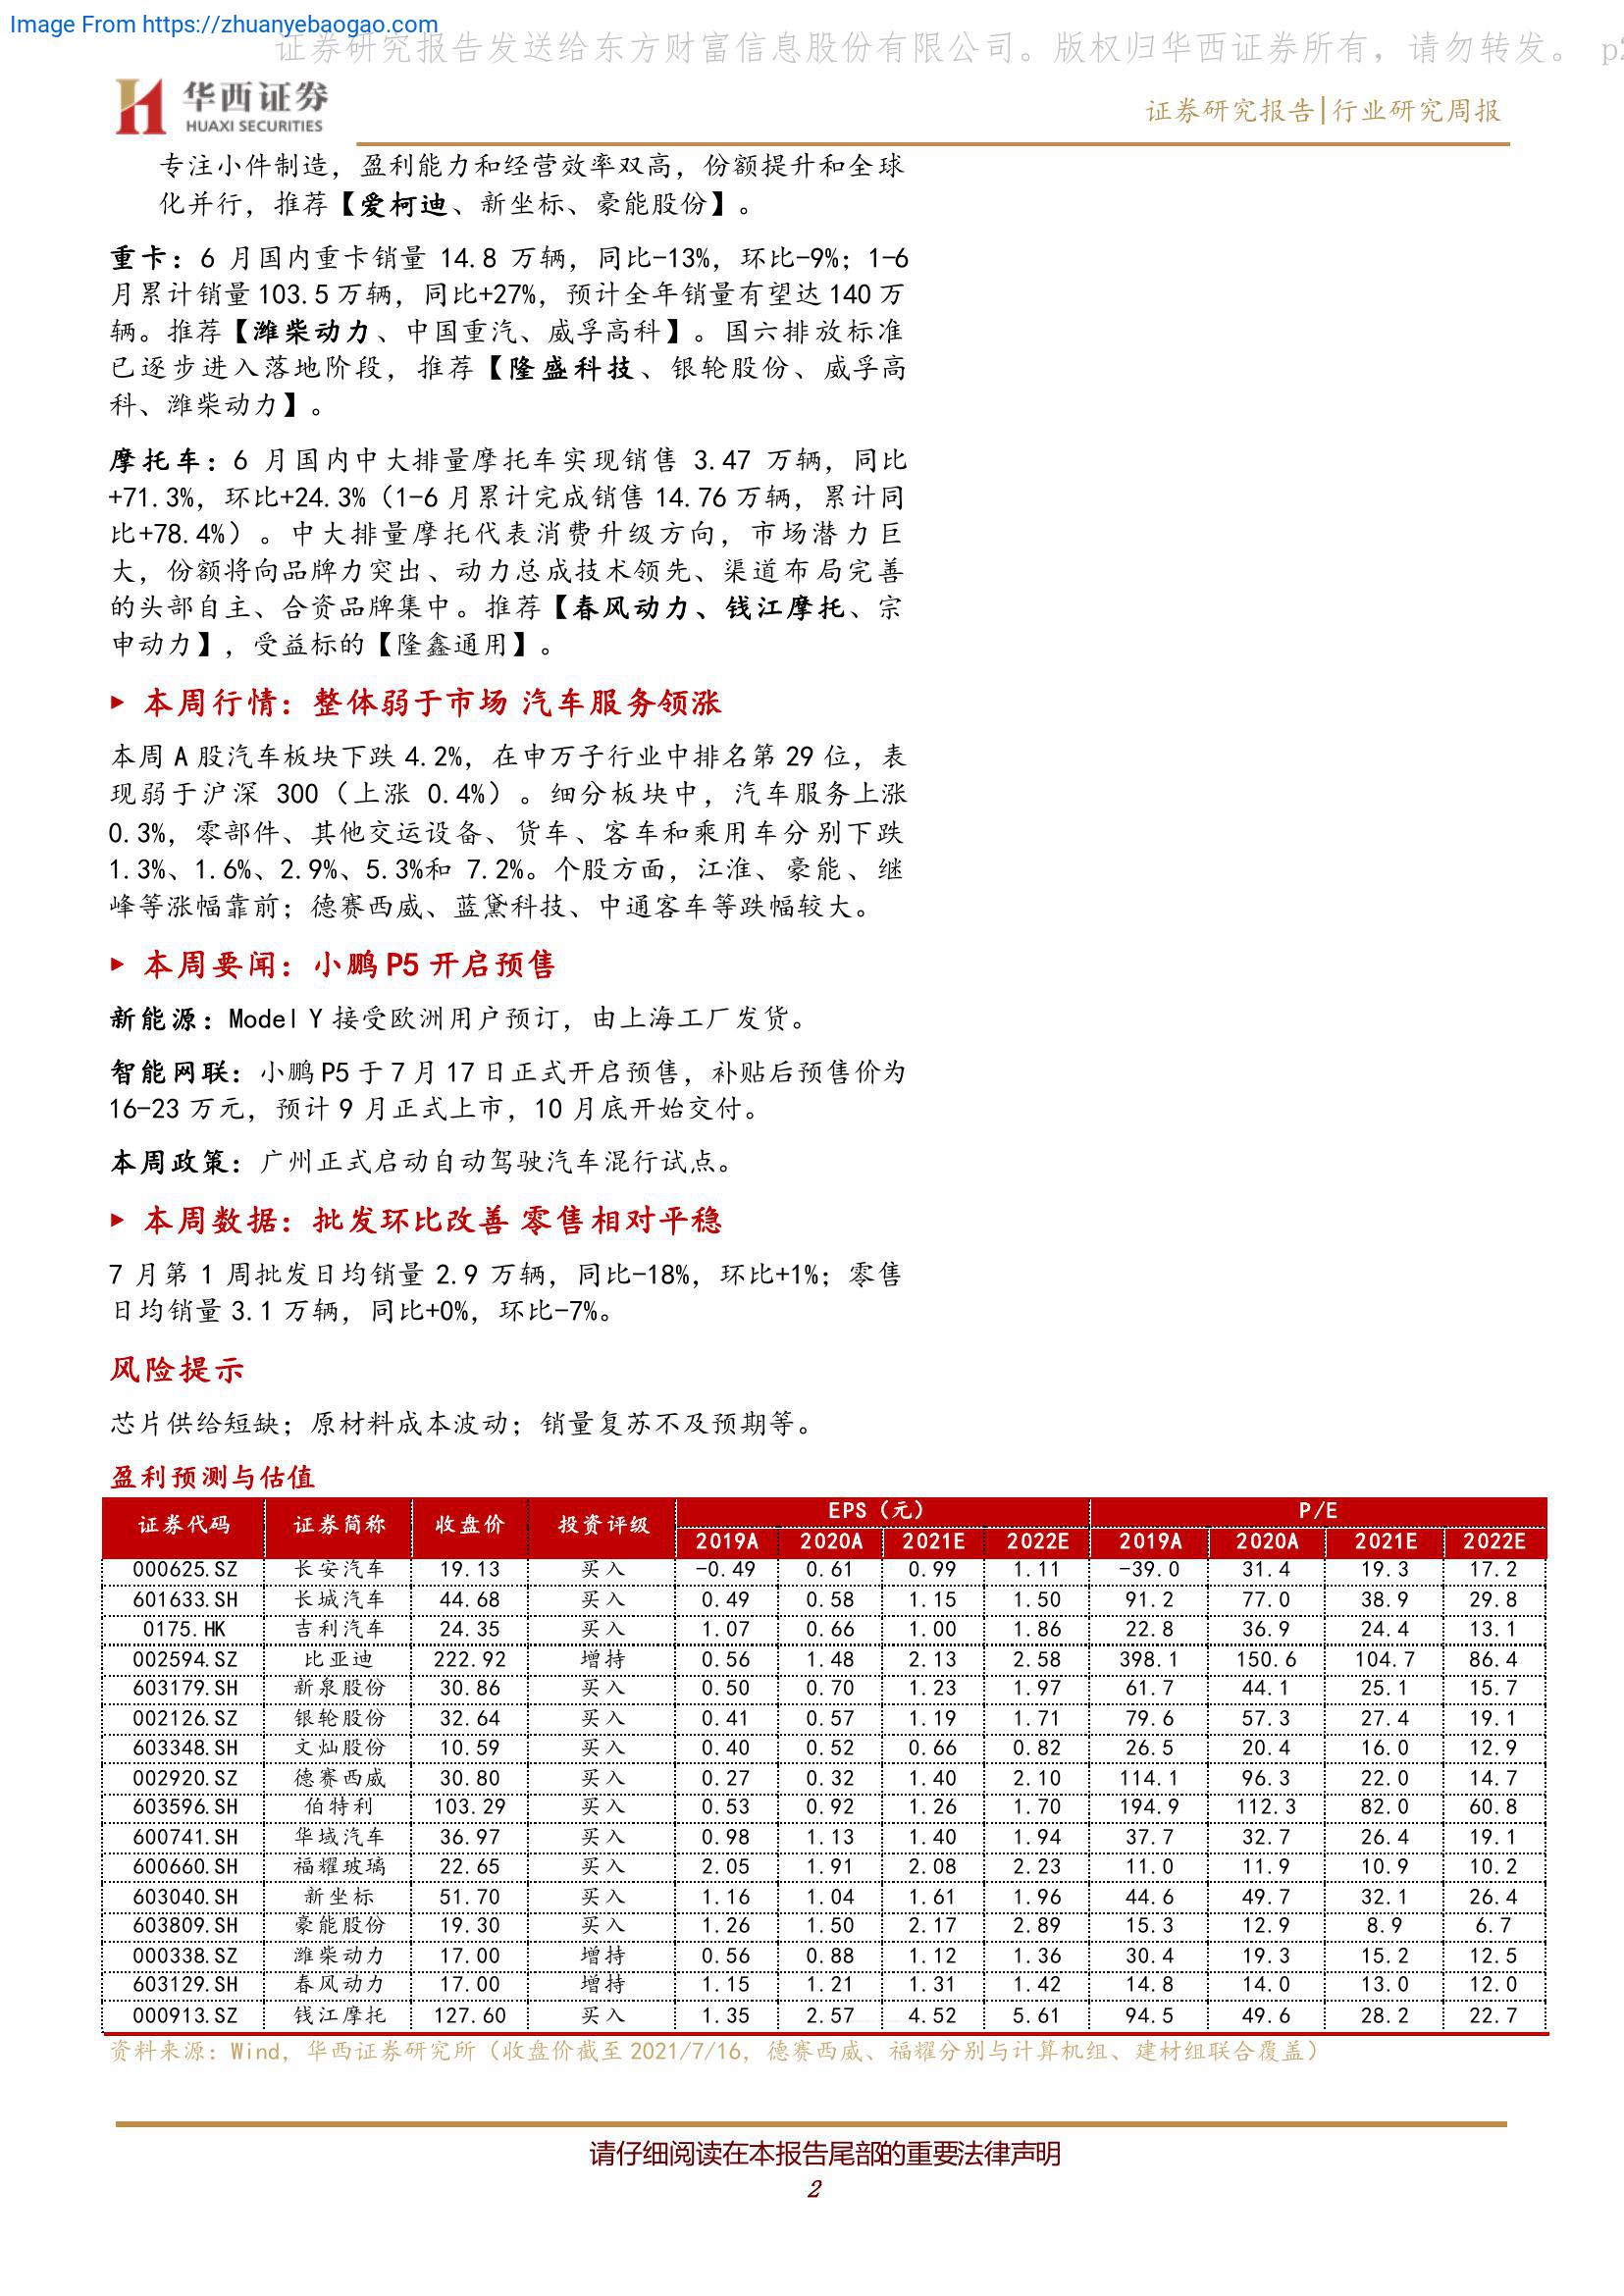 Image From https://zhuanyebaogao.com
证券研究报告发送给东方财富信息股份有限公司。版权归华西证券所有，请勿转发。 p2
华西证券
HUAXI SECURITIES
证券研究报告|行业研究周报
专注小件制造，盈利能力和经营效率双高，份额提升和全球
化并行，推荐【爱柯迪、新坐标、豪能股份】。
重卡：6 月国内重卡销量 14.8 万辆，同比-13%，环比-9%；1-6
月累计销量 103.5 万辆，同比+27%，预计全年销量有望达 140 万
辆。推荐【潍柴动力、中国重汽、威孚高科】。国六排放标准
已逐步进入落地阶段，推荐【隆盛科技、银轮股份、威孚高
科、潍柴动力】。
摩托车：6 月国内中大排量摩托车实现销售 3.47 万辆，同比
+71.3%，环比+24.3%（1-6 月累计完成销售 14.76 万辆，累计同
比+78.4%）。中大排量摩托代表消费升级方向，市场潜力巨
大，份额将向品牌力突出、动力总成技术领先、渠道布局完善
的头部自主、合资品牌集中。推荐【春风动力、钱江摩托、宗
申动力】，受益标的【隆鑫通用】。
▶ 本周行情：整体弱于市场 汽车服务领涨
本周 A 股汽车板块下跌 4.2%，在申万子行业中排名第 29 位，表
现弱于沪深 300（上涨 0.4%）。细分板块中，汽车服务上涨
0.3%，零部件、其他交运设备、货车、客车和乘用车分别下跌
1.3%、1.6%、2.9%、5.3%和 7.2%。个股方面，江淮、豪能、继
峰等涨幅靠前；德赛西威、蓝黛科技、中通客车等跌幅较大。
▶ 本周要闻：小鹏 P5 开启预售
新能源：Model Y 接受欧洲用户预订，由上海工厂发货。
智能网联：小鹏 P5 于 7 月 17 日正式开启预售，补贴后预售价为
16-23 万元，预计 9 月正式上市，10 月底开始交付。
本周政策：广州正式启动自动驾驶汽车混行试点。
▶ 本周数据：批发环比改善 零售相对平稳
7 月第 1 周批发日均销量 2.9 万辆，同比-18%，环比+1%；零售
日均销量 3.1 万辆，同比+0%，环比-7%。
风险提示
芯片供给短缺；原材料成本波动；销量复苏不及预期等。
盈利预测与估值
证券代码 证券简称 收盘价 投资评级 EPS（元） P/E
2019A 2020A 2021E 2022E 2019A 2020A 2021E 2022E
000625.SZ 长安汽车 19.13 买入 -0.49 0.61 0.99 1.11 -39.0 31.4 19.3 17.2
601633.SH 长城汽车 44.68 买入 0.49 0.58 1.15 1.50 91.2 77.0 38.9 29.8
0175.HK 吉利汽车 24.35 买入 1.07 0.66 1.00 1.86 22.8 36.9 24.4 13.1
002594.SZ 比亚迪 222.92 增持 0.56 1.48 2.13 2.58 398.1 150.6 104.7 86.4
603179.SH 新泉股份 30.86 买入 0.50 0.70 1.23 1.97 61.7 44.1 25.1 15.7
002126.SZ 银轮股份 32.64 买入 0.41 0.57 1.19 1.71 79.6 57.3 27.4 19.1
603348.SH 文灿股份 10.59 买入 0.40 0.52 0.66 0.82 26.5 20.4 16.0 12.9
002920.SZ 德赛西威 30.80 买入 0.27 0.32 1.40 2.10 114.1 96.3 22.0 14.7
603596.SH 伯特利 103.29 买入 0.53 0.92 1.26 1.70 194.9 112.3 82.0 60.8
600741.SH 华域汽车 36.97 买入 0.98 1.13 1.40 1.94 37.7 32.7 26.4 19.1
600660.SH 福耀玻璃 22.65 买入 2.05 1.91 2.08 2.23 11.0 11.9 10.9 10.2
603040.SH 新坐标 51.70 买入 1.16 1.04 1.61 1.96 44.6 49.7 32.1 26.4
603809.SH 豪能股份 19.30 买入 1.26 1.50 2.17 2.89 15.3 12.9 8.9 6.7
000338.SZ 潍柴动力 17.00 增持 0.56 0.88 1.12 1.36 30.4 19.3 15.2 12.5
603129.SH 春风动力 17.00 增持 1.15 1.21 1.31 1.42 14.8 14.0 13.0 12.0
000913.SZ 钱江摩托 127.60 买入 1.35 2.57 4.52 5.61 94.5 49.6 28.2 22.7
资料来源：Wind，华西证券研究所（收盘价截至 2021/7/16，德赛西威、福耀分别与计算机组、建材组联合覆盖）
请仔细阅读在本报告尾部的重要法律声明
2